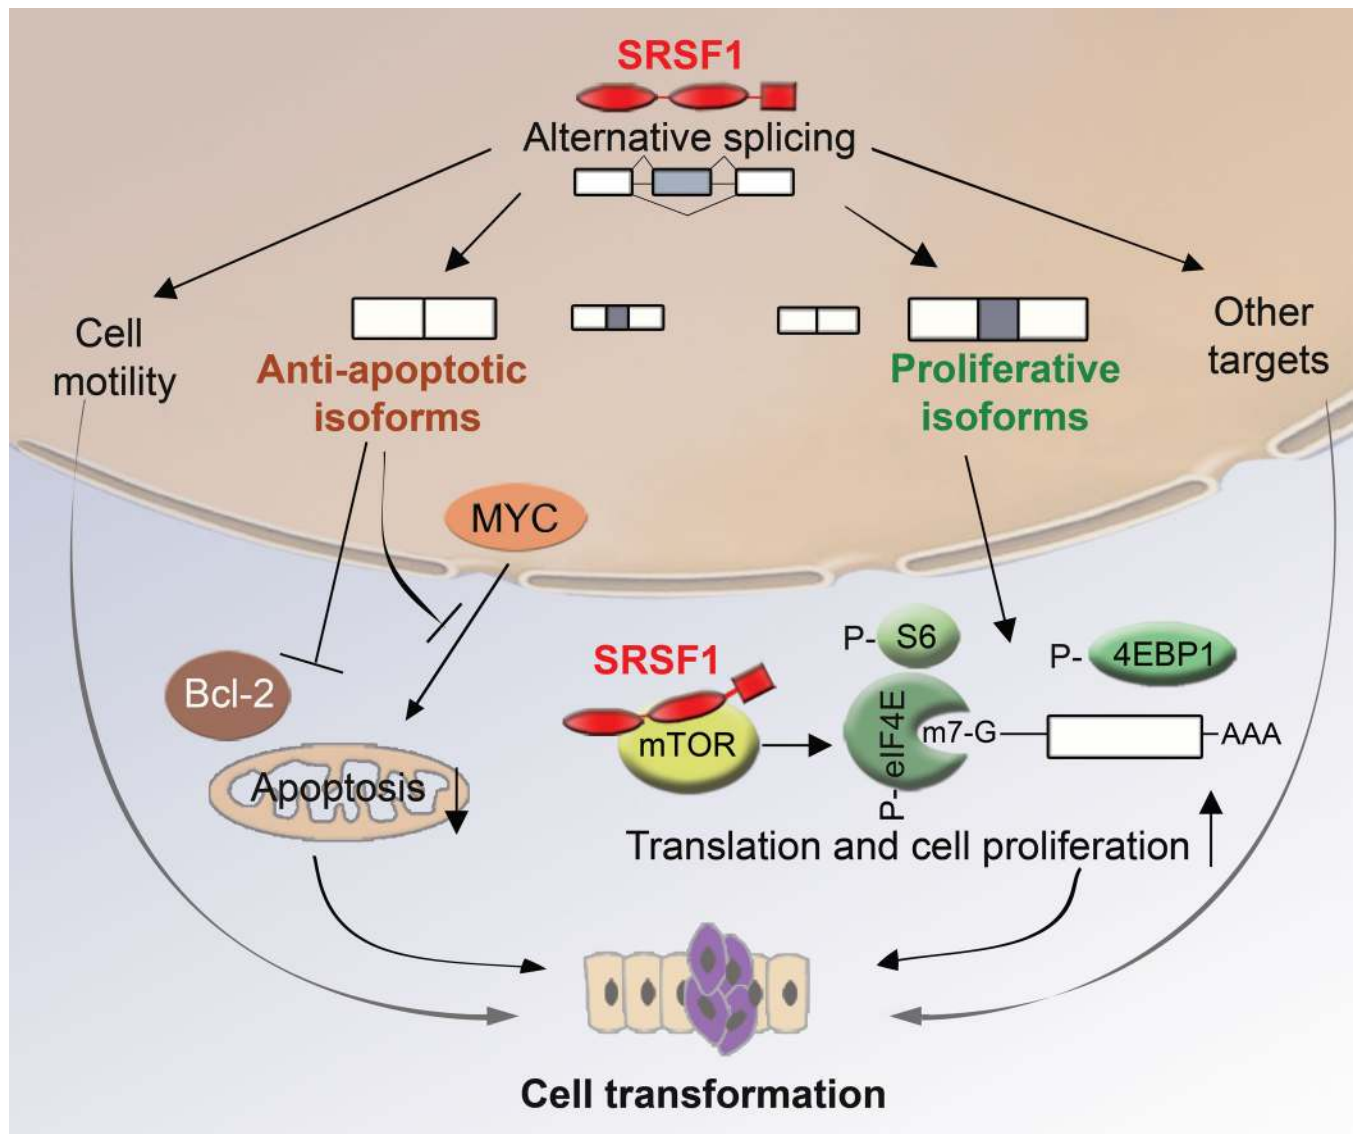 SRSF1
Alternative splicing
Cell
motility
Anti-apoptotic
isoforms
Proliferative
isoforms
Other
targets
MYC
Bcl-2
Apoptosis
SRSF1
mTOR
P- S6
P- eIF4E
m7-G
P- 4EBP1
AAA
Translation and cell proliferation
Cell transformation